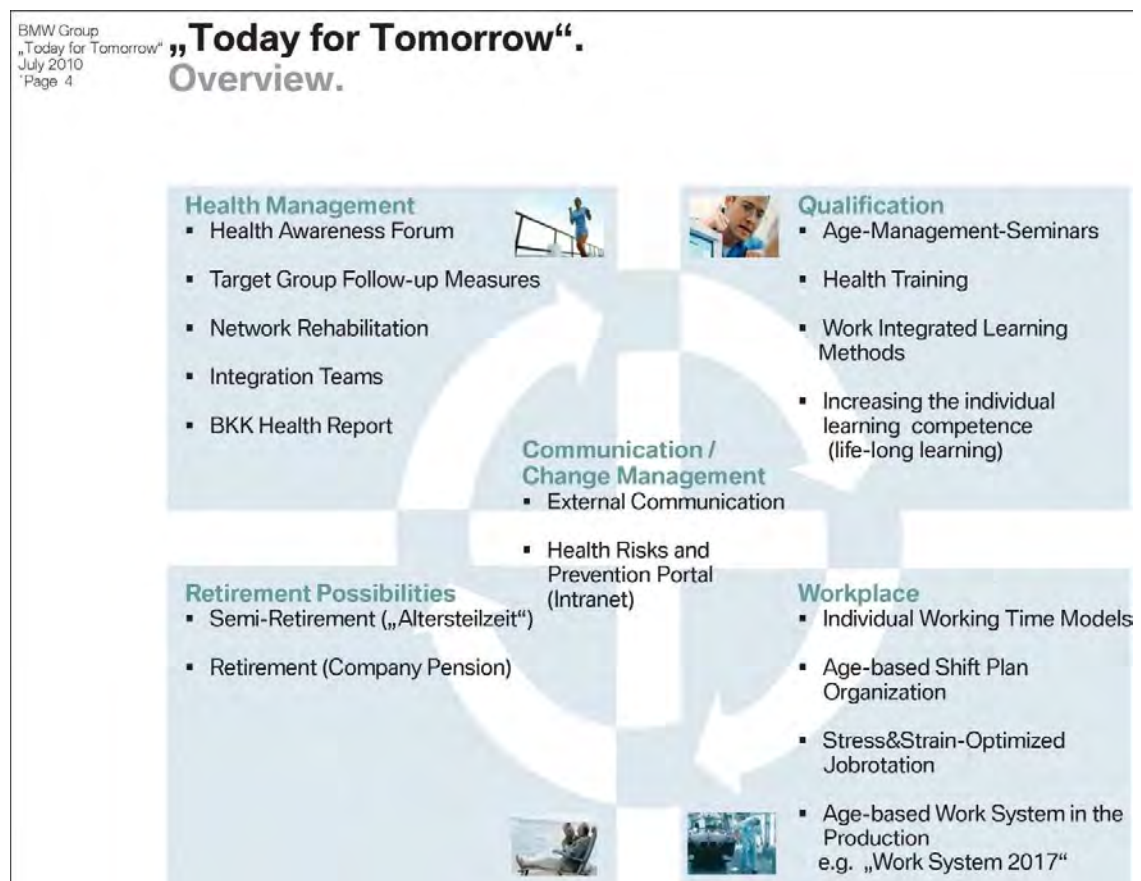 BMW Group
„Today for Tomorrow“
July 2010
`Page 4
„Today for Tomorrow“.
Overview.
Health Management
▪ Health Awareness Forum
▪ Target Group Follow-up Measures
▪ Network Rehabilitation
▪ Integration Teams
▪ BKK Health Report
Qualification
▪ Age-Management-Seminars
▪ Health Training
▪ Work Integrated Learning
Methods
▪ Increasing the individual
learning competence
(life-long learning)
Communication /
Change Management
▪ External Communication
▪ Health Risks and
Prevention Portal
(Intranet)
Retirement Possibilities
▪ Semi-Retirement („Altersteilzeit“)
▪ Retirement (Company Pension)
Workplace
▪ Individual Working Time Models
▪ Age-based Shift Plan
Organization
▪ Stress&Strain-Optimized
Jobrotation
▪ Age-based Work System in the
Production
e.g. „Work System 2017“